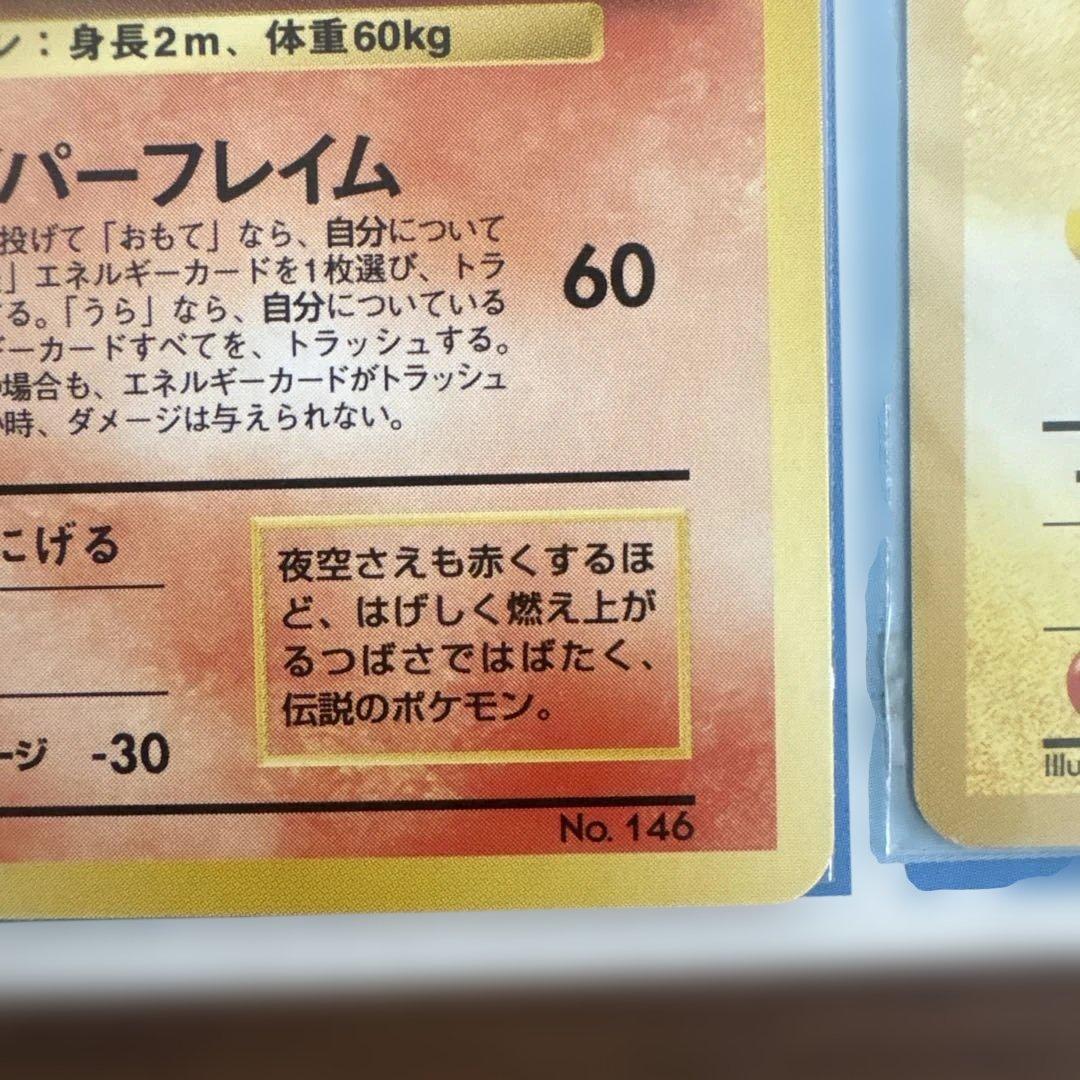 ン：身長2m、体重60kg
パーフレイム
投げて「おもて」なら、自分について
」エネルギーカードを1枚選び、トラ
する。「うら」なら、自分についている
ギーカードすべてを、トラッシュする。
場合も、エネルギーカードがトラッシュ
時、ダメージは与えられない。
60
にげる
夜空さえも赤くするほ
ど、はげしく燃え上が
るつばさではばたく、
伝説のポケモン。
ージ -30
No. 146
Illu